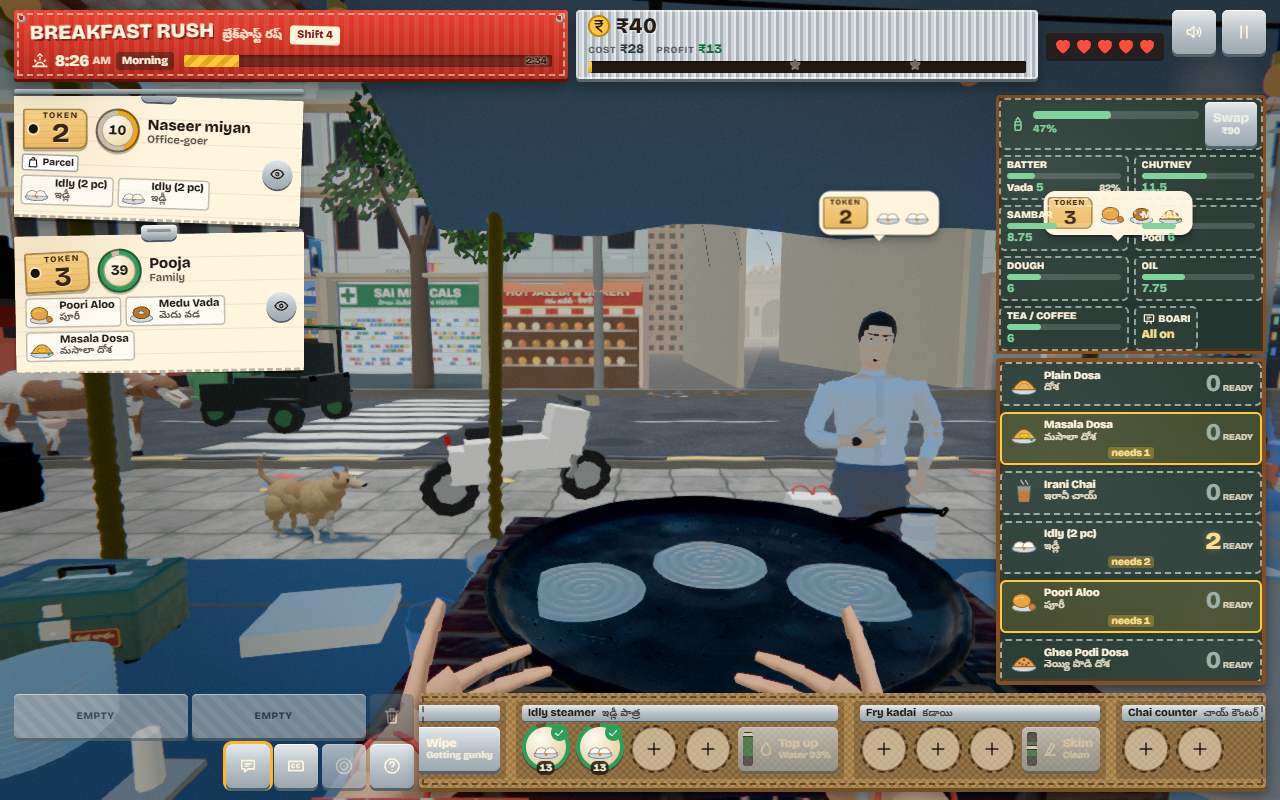 BREAKFAST RUSH బ్రేక్‌ఫాస్ట్ రష్ Shift 4
8:26 AM Morning 2:34
₹ ₹40
COST ₹28 PROFIT ₹13
TOKEN
2
10
Naseer miyan
Office-goer
Parcel
Idly (2 pc)
ఇడ్లీ
Idly (2 pc)
ఇడ్లీ
TOKEN
3
39
Pooja
Family
Poori Aloo
పూరీ
Medu Vada
మెదు వడ
Masala Dosa
మసాలా దోశ
TOKEN
2
SAI MEDICALS
47%
Swap
₹90
BATTER
Vada 5 82%
CHUTNEY
11.5
SAMBAR
8.75
TOKEN
3
Podi 6
DOUGH
6
OIL
7.75
TEA / COFFEE
6
BOARD
All on
Plain Dosa
దోశ
0 READY
Masala Dosa
మసాలా దోశ
0 READY
needs 1
Irani Chai
ఇరానీ చాయ్
0 READY
Idly (2 pc)
ఇడ్లీ
2 READY
needs 2
Poori Aloo
పూరీ
0 READY
needs 1
Ghee Podi Dosa
నెయ్యి పొడి దోశ
0 READY
EMPTY
EMPTY
Wipe
Getting gunky
Idly steamer ఇడ్లీ పాత్ర
13
13
Top up
Water 93%
Fry kadai కడాయి
Skim
Clean
Chai counter చాయ్ కౌంటర్